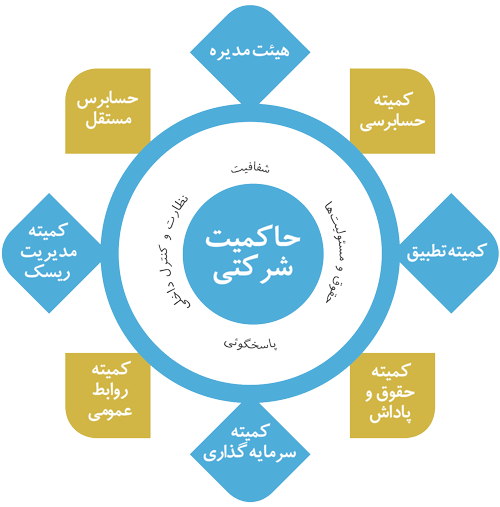 هیئت مدیره
کمیته
حسابرسی
حسابرس
مستقل
شفافیت
حقوق و مسئولیت‌ها
نظارت و کنترل داخلی
حاکمیت
شرکتی
پاسخگوئی
کمیته تطبیق
کمیته
مدیریت
ریسک
کمیته
حقوق و
پاداش
کمیته
روابط
عمومی
کمیته
سرمایه گذاری